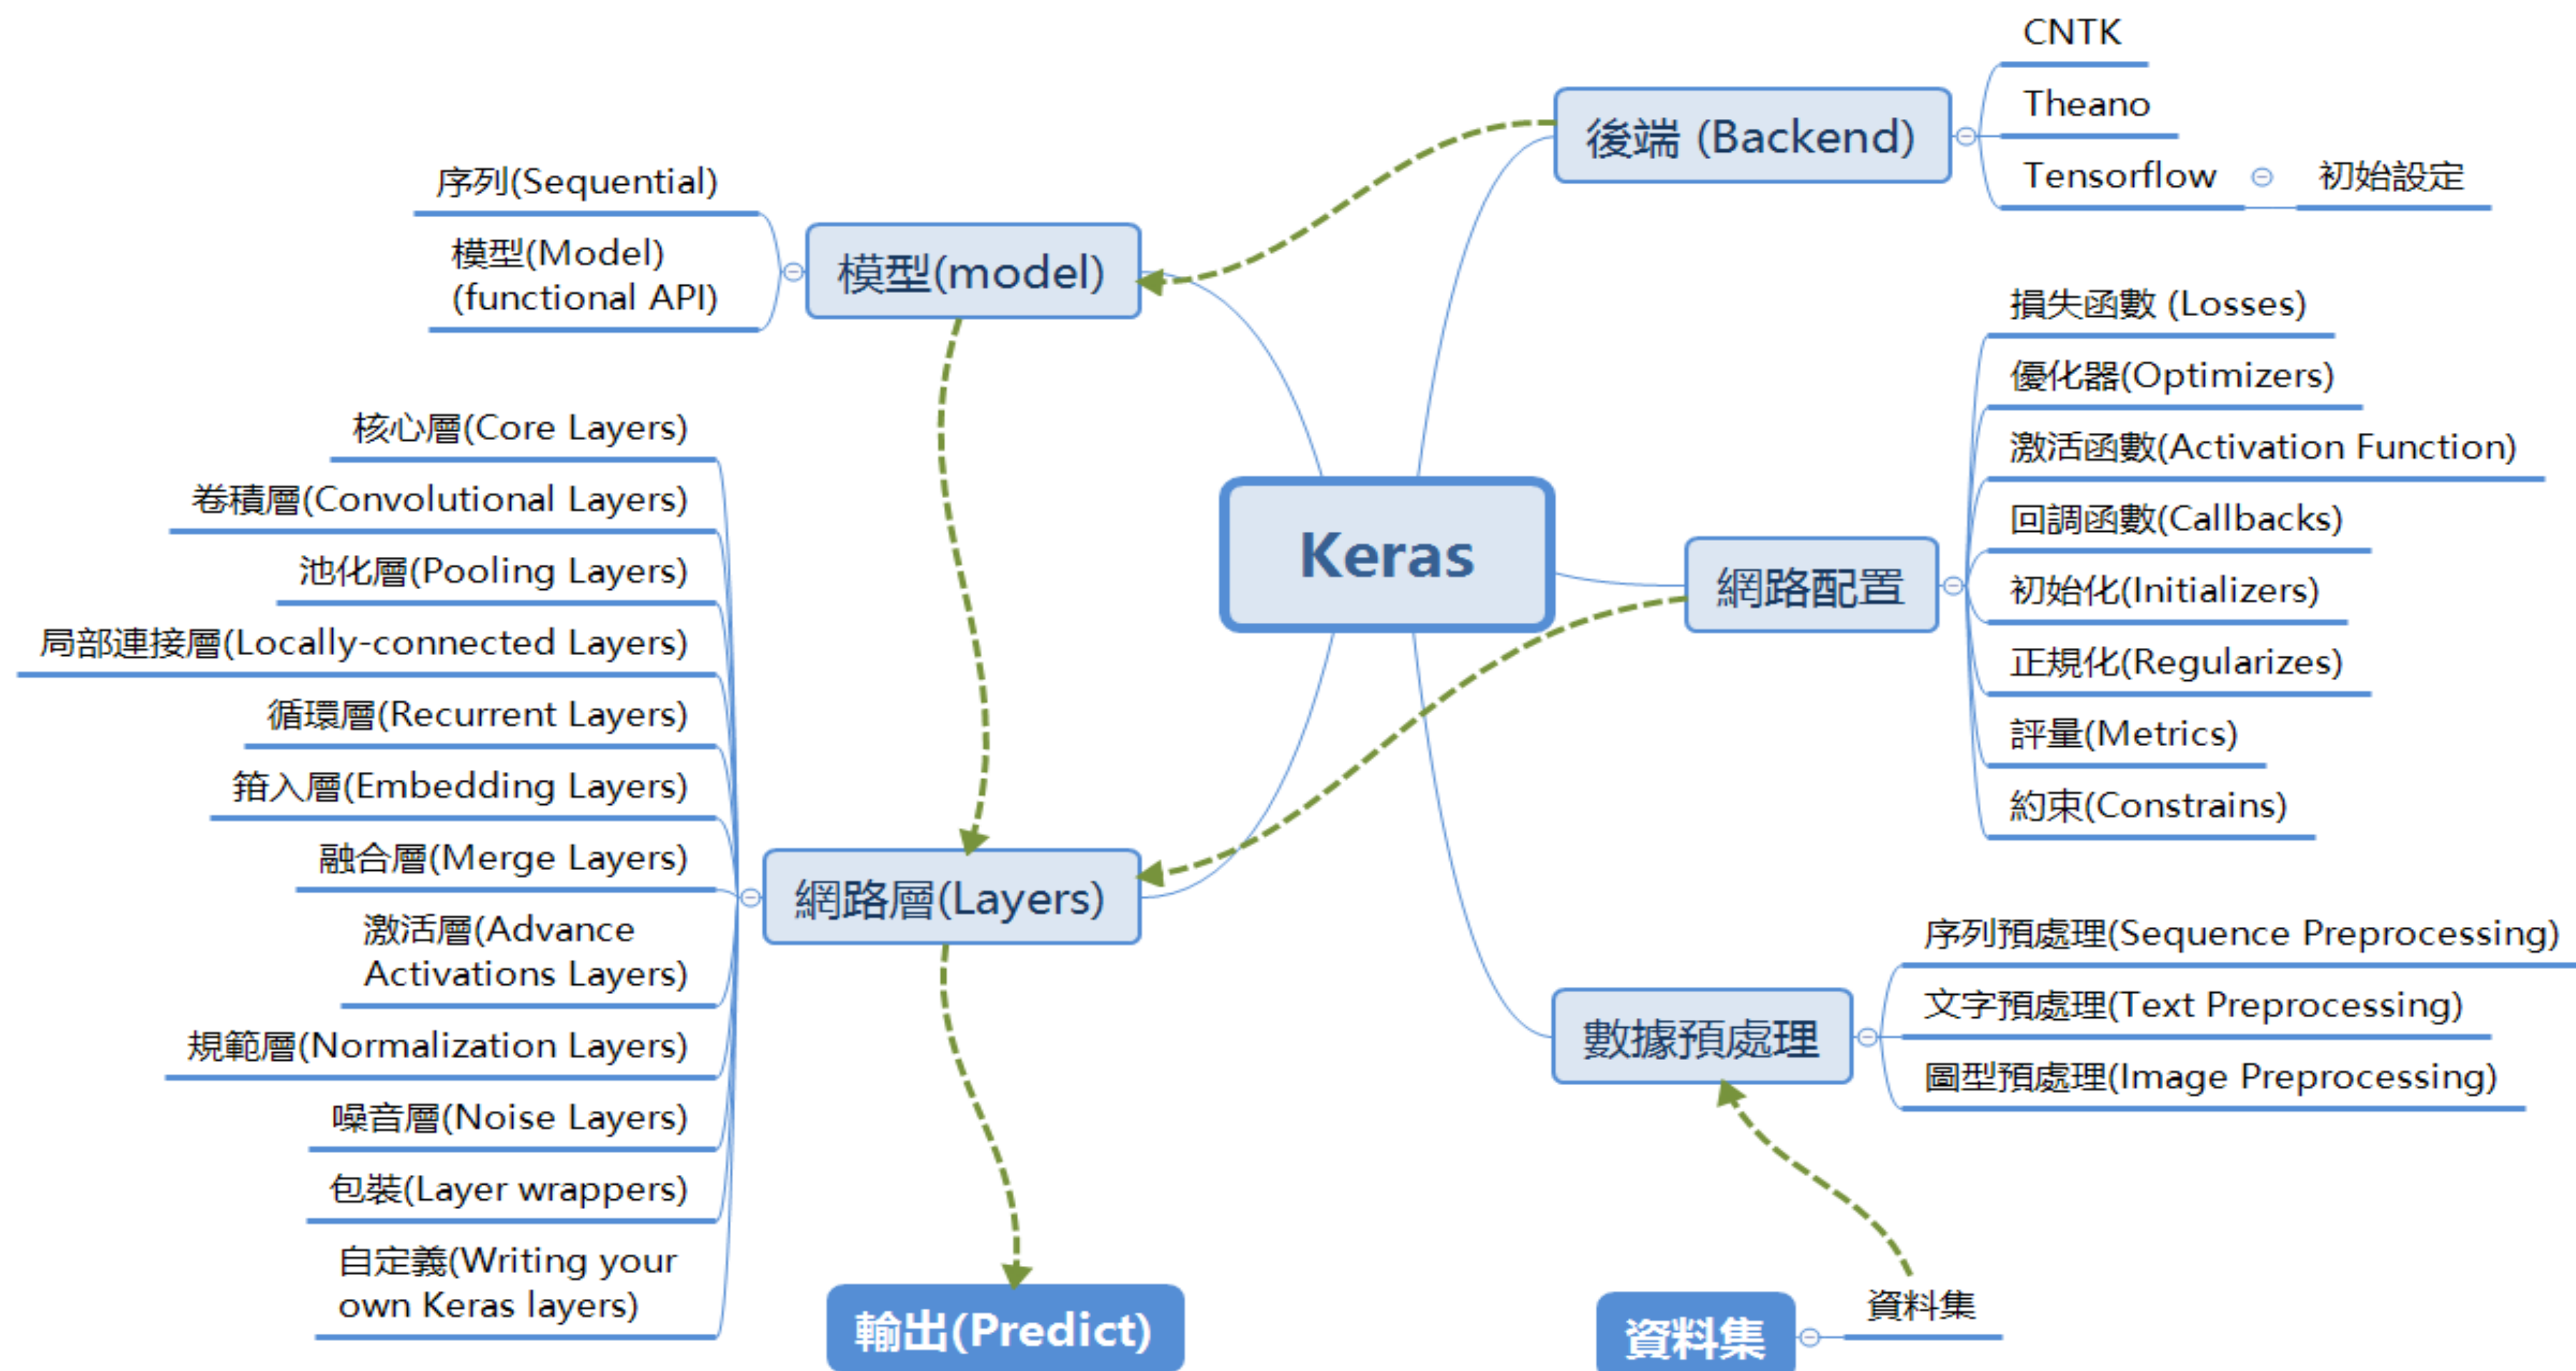 Keras
後端 (Backend)
CNTK
Theano
Tensorflow
初始設定
模型(model)
序列(Sequential)
模型(Model)
(functional API)
網路配置
損失函數 (Losses)
優化器(Optimizers)
激活函數(Activation Function)
回調函數(Callbacks)
初始化(Initializers)
正規化(Regularizes)
評量(Metrics)
約束(Constrains)
網路層(Layers)
核心層(Core Layers)
卷積層(Convolutional Layers)
池化層(Pooling Layers)
局部連接層(Locally-connected Layers)
循環層(Recurrent Layers)
箝入層(Embedding Layers)
融合層(Merge Layers)
激活層(Advance
Activations Layers)
規範層(Normalization Layers)
噪音層(Noise Layers)
包裝(Layer wrappers)
自定義(Writing your
own Keras layers)
數據預處理
序列預處理(Sequence Preprocessing)
文字預處理(Text Preprocessing)
圖型預處理(Image Preprocessing)
輸出(Predict)
資料集
資料集